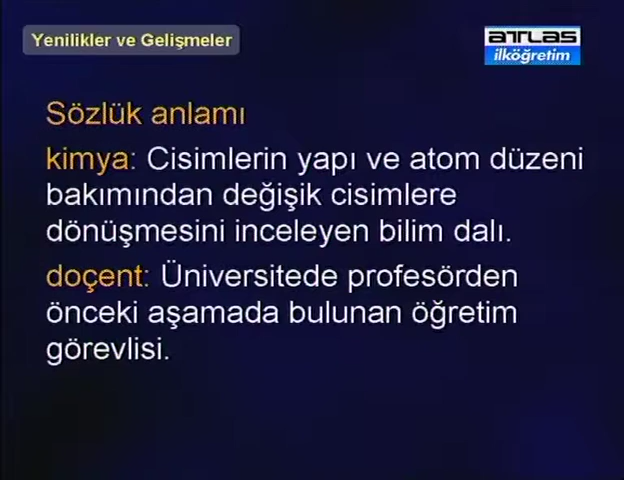 Yenilikler ve Gelişmeler
ATLAS
ilköğretim
Sözlük anlamı
kimya: Cisimlerin yapı ve atom düzeni
bakımından değişik cisimlere
dönüşmesini inceleyen bilim dalı.
doçent: Üniversitede profesörden
önceki aşamada bulunan öğretim
görevlisi.